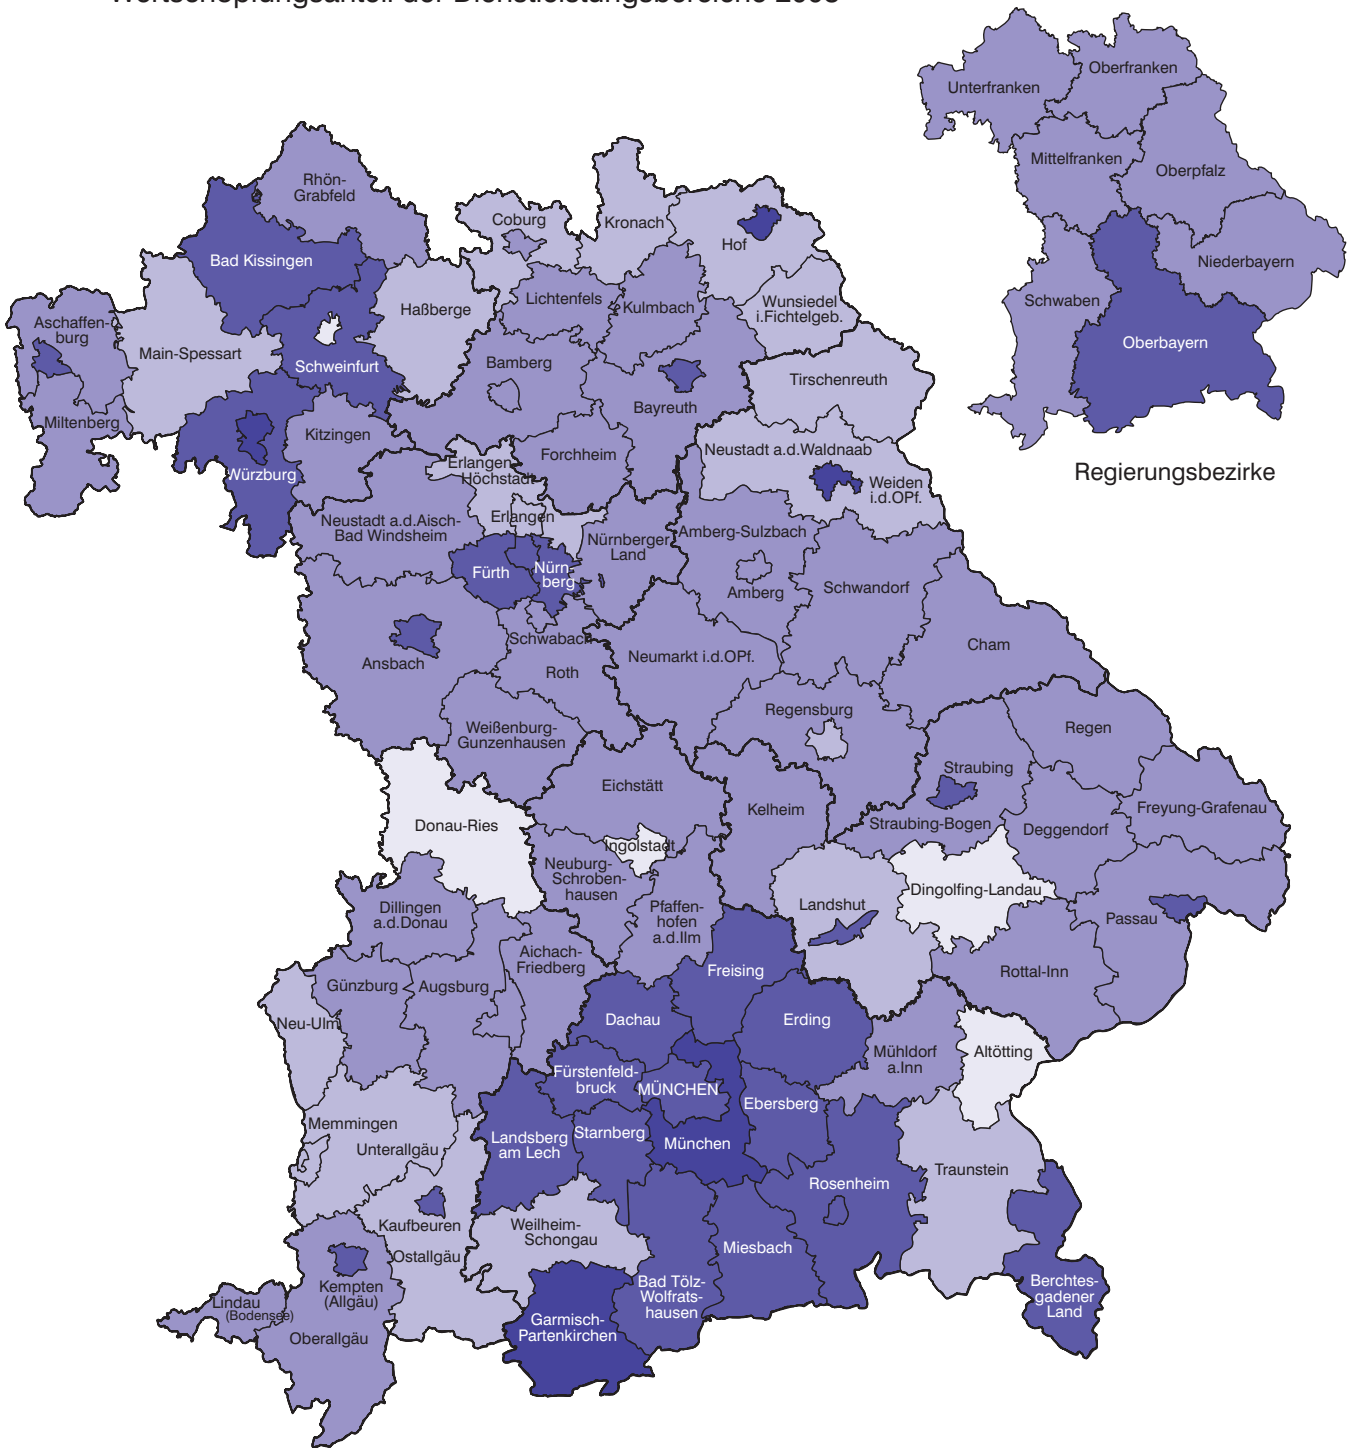 Oberfranken
Unterfranken
Mittelfranken
Oberpfalz
Niederbayern
Schwaben
Oberbayern
Regierungsbezirke
Rhön-
Grabfeld
Coburg
Kronach
Hof
Bad Kissingen
Lichtenfels
Kulmbach
Wunsiedel
i.Fichtelgeb.
Haßberge
Aschaffen-
burg
Main-Spessart
Schweinfurt
Bamberg
Bayreuth
Tirschenreuth
Miltenberg
Kitzingen
Würzburg
Erlangen-
Höchstadt
Forchheim
Neustadt a.d.Waldnaab
Weiden
i.d.OPf.
Neustadt a.d.Aisch-
Bad Windsheim
Erlangen
Nürnberger
Land
Amberg-Sulzbach
Fürth
Nürn-
berg
Amberg
Schwandorf
Ansbach
Schwabach
Roth
Neumarkt i.d.OPf.
Cham
Weißenburg-
Gunzenhausen
Regensburg
Regen
Eichstätt
Kelheim
Straubing
Straubing-Bogen
Deggendorf
Freyung-Grafenau
Donau-Ries
Ingolstadt
Neuburg-
Schroben-
hausen
Dingolfing-Landau
Dillingen
a.d.Donau
Pfaffen-
hofen
a.d.Ilm
Landshut
Passau
Aichach-
Friedberg
Freising
Rottal-Inn
Günzburg
Augsburg
Neu-Ulm
Dachau
Erding
Mühldorf
a.Inn
Altötting
Fürstenfeld-
bruck
MÜNCHEN
Ebersberg
Memmingen
Unterallgäu
Landsberg
am Lech
Starnberg
München
Traunstein
Rosenheim
Kaufbeuren
Ostallgäu
Weilheim-
Schongau
Miesbach
Kempten
(Allgäu)
Bad Tölz-
Wolfrats-
hausen
Berchtes-
gadener
Land
Lindau
(Bodensee)
Oberallgäu
Garmisch-
Partenkirchen